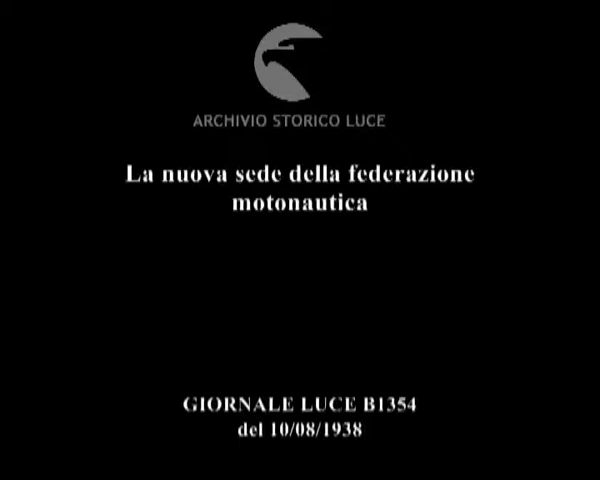 ARCHIVIO STORICO LUCE
La nuova sede della federazione
motonautica
GIORNALE LUCE B1354
del 10/08/1938